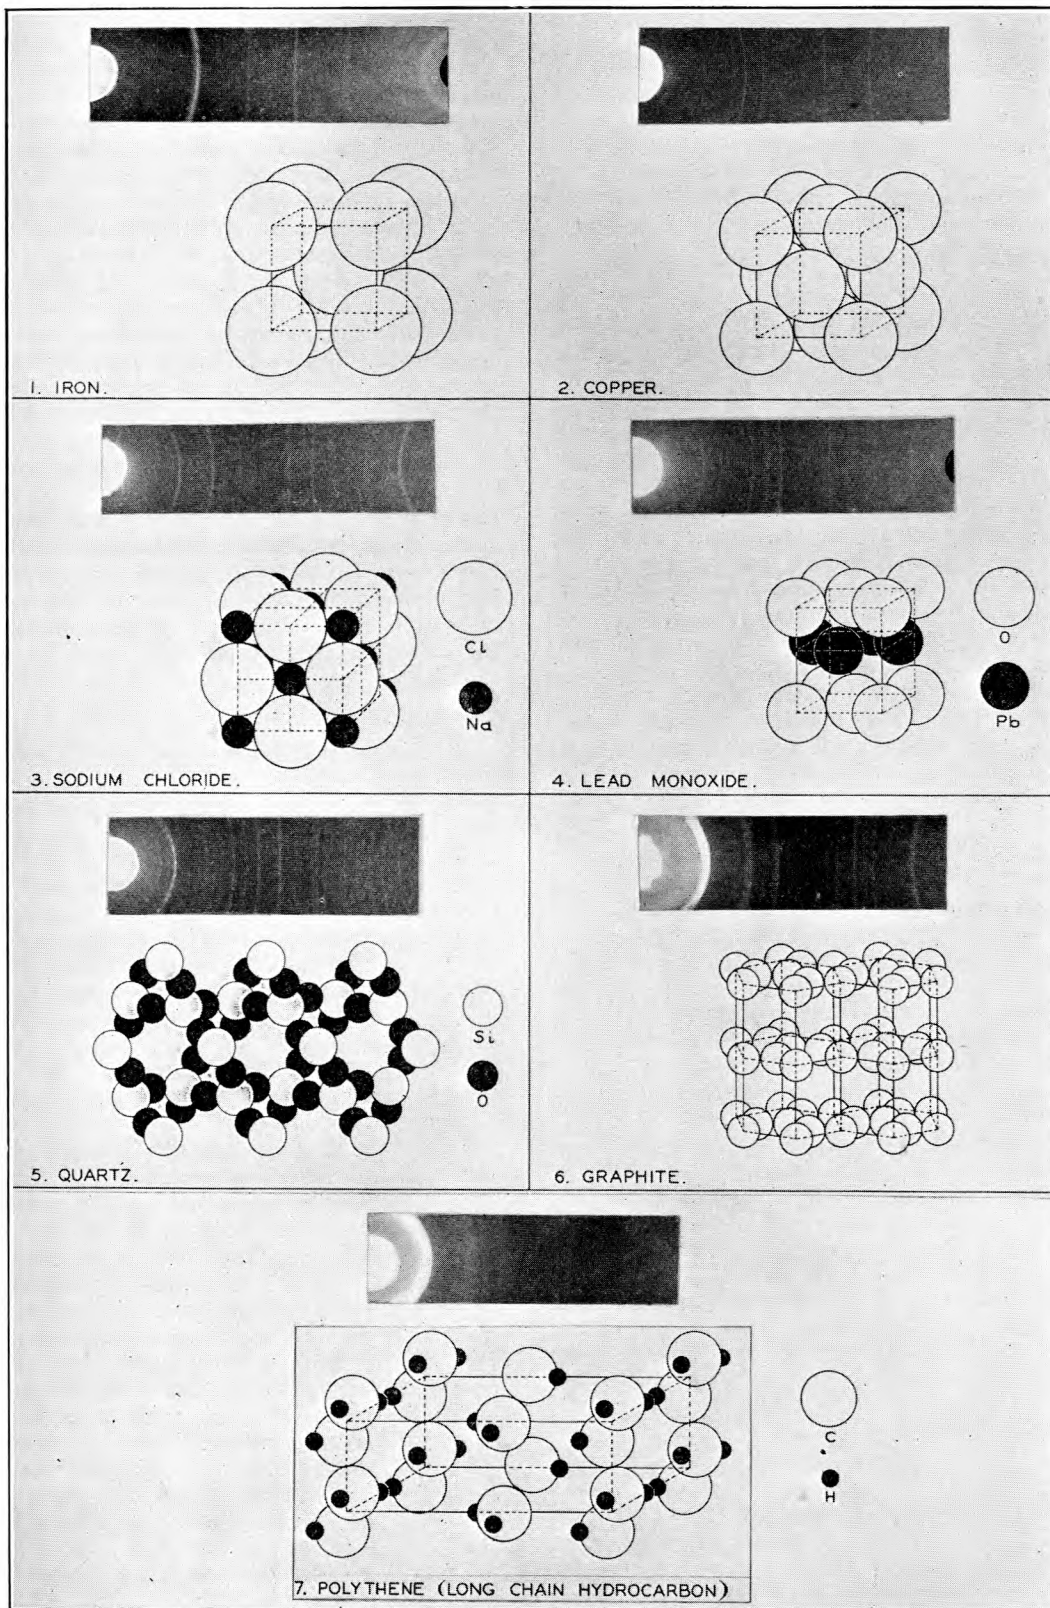 1. IRON.
2. COPPER.
Cl
Na
3. SODIUM CHLORIDE.
O
Pb
4. LEAD MONOXIDE.
Si
O
5. QUARTZ.
6. GRAPHITE.
C
H
7. POLYTHENE (LONG CHAIN HYDROCARBON)